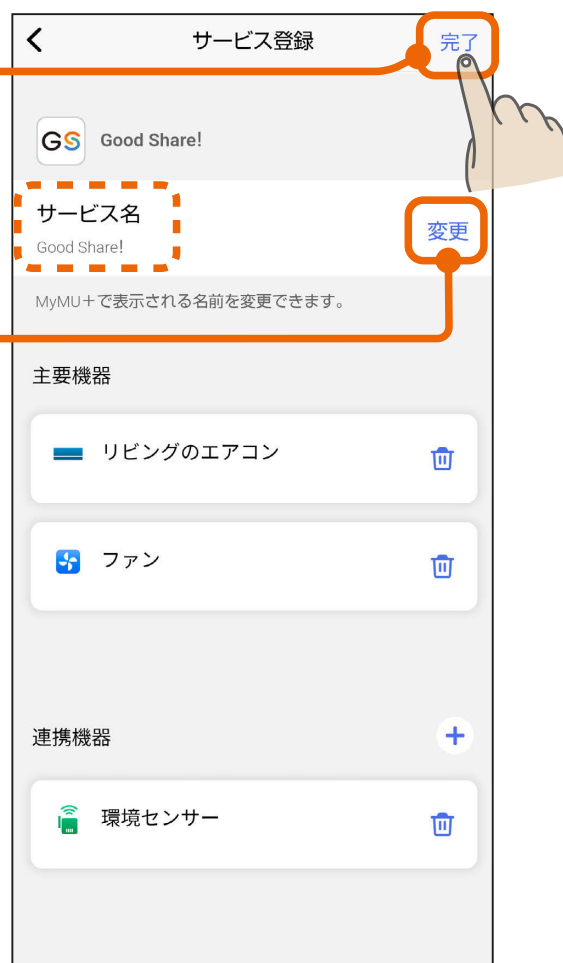 サービス登録
完了
GS
Good Share!
サービス名
Good Share!
変更
MyMU＋で表示される名前を変更できます。
主要機器
リビングのエアコン
ファン
連携機器
環境センサー